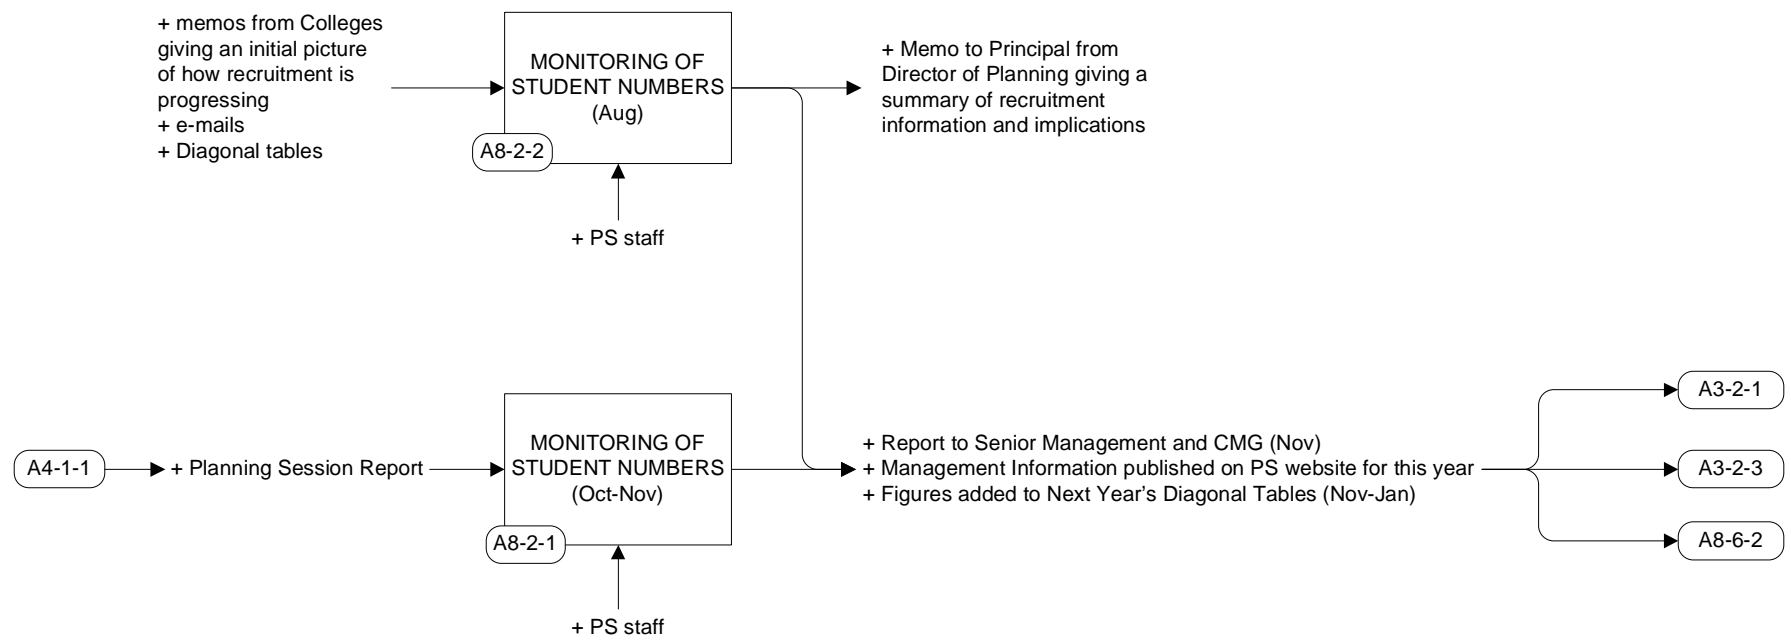 + memos from Colleges
giving an initial picture
of how recruitment is
progressing
+ e-mails
+ Diagonal tables
MONITORING OF
STUDENT NUMBERS
(Aug)
A8-2-2
+ PS staff
+ Memo to Principal from
Director of Planning giving a
summary of recruitment
information and implications
A4-1-1
+ Planning Session Report
MONITORING OF
STUDENT NUMBERS
(Oct-Nov)
A8-2-1
+ PS staff
+ Report to Senior Management and CMG (Nov)
+ Management Information published on PS website for this year
+ Figures added to Next Year's Diagonal Tables (Nov-Jan)
A3-2-1
A3-2-3
A8-6-2